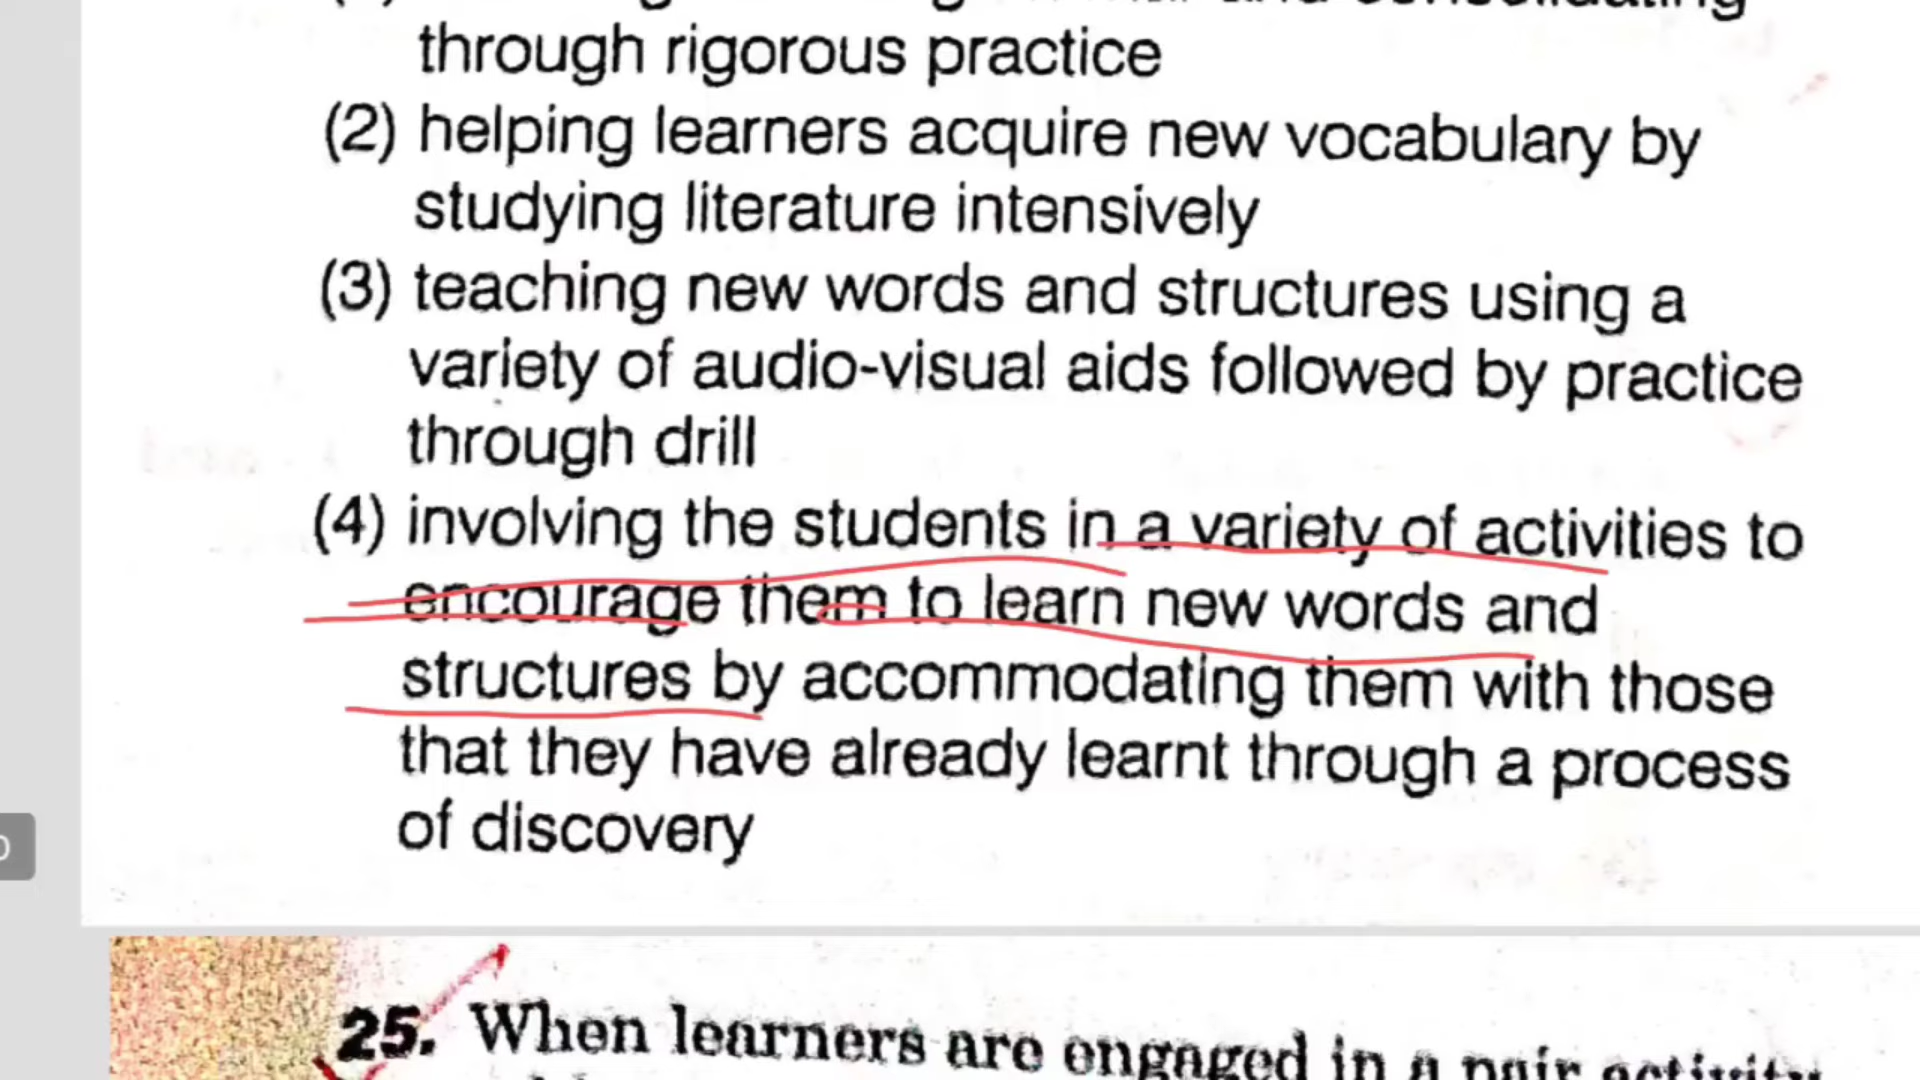 and consolidating
through rigorous practice
(2) helping learners acquire new vocabulary by
studying literature intensively
(3) teaching new words and structures using a
variety of audio-visual aids followed by practice
through drill
(4) involving the students in a variety of activities to
encourage them to learn new words and
structures by accommodating them with those
that they have already learnt through a process
of discovery
25. When learners are engaged in a pair activity